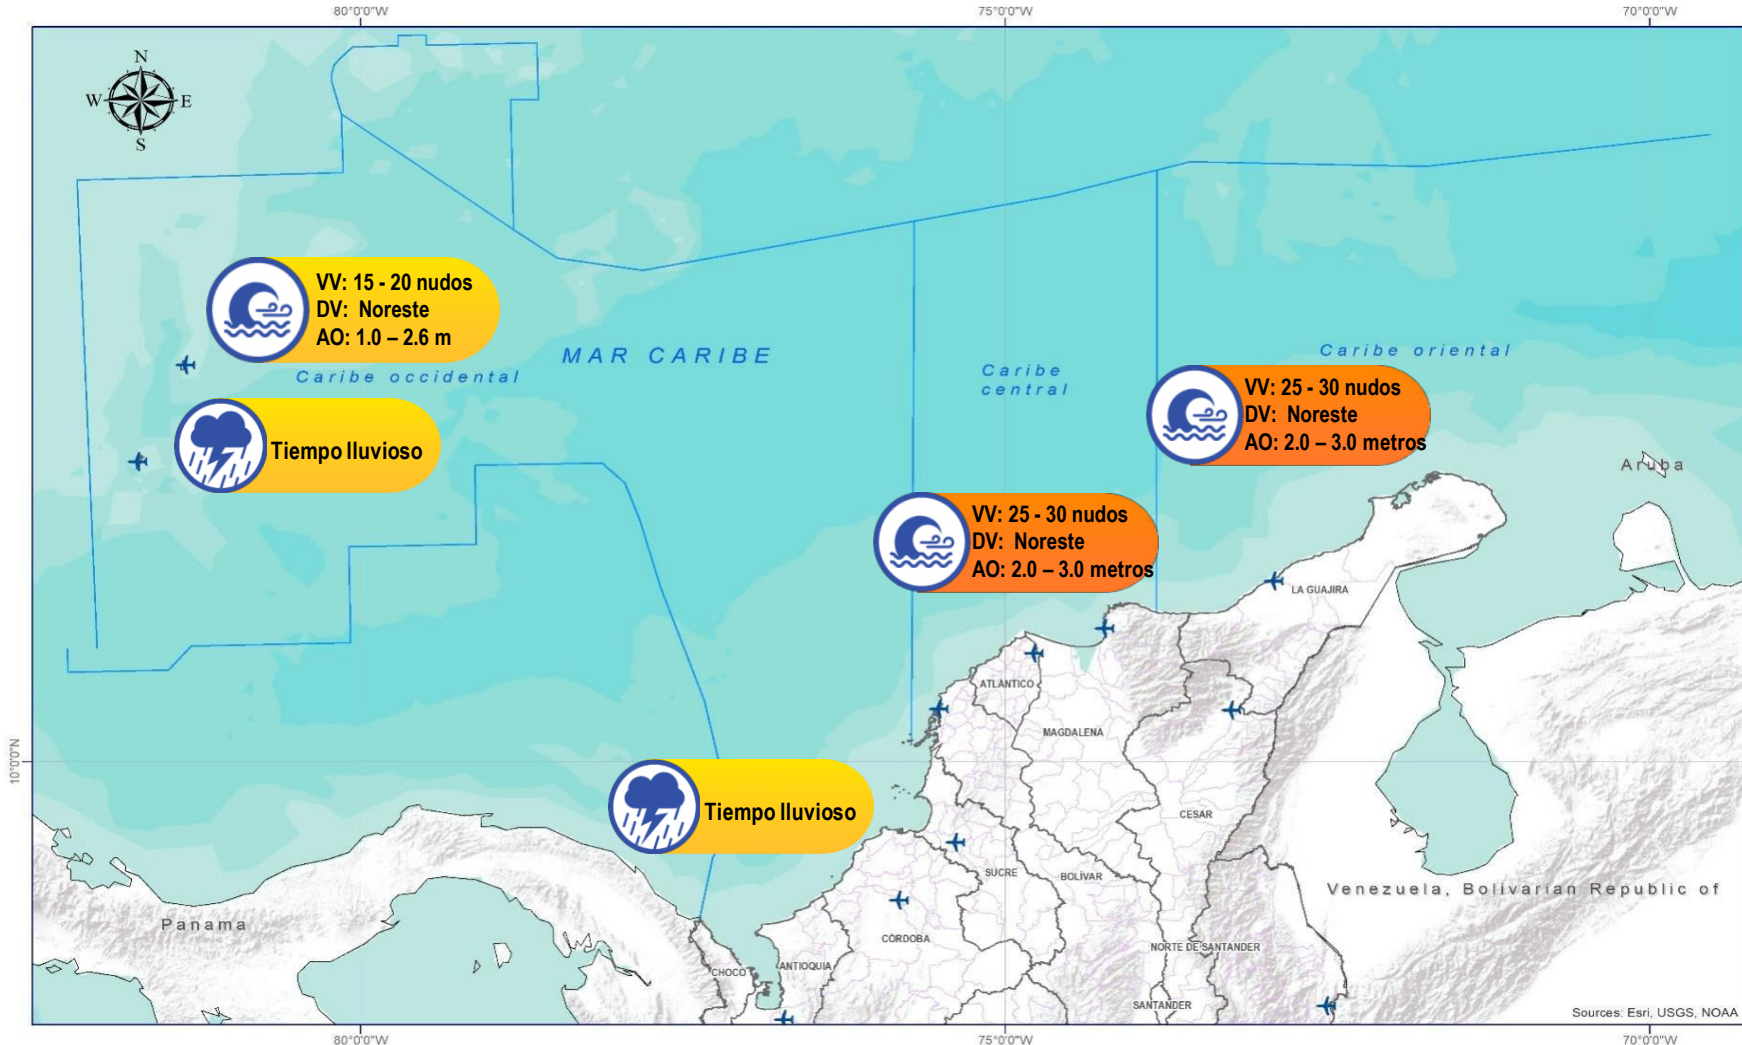 80°0'0"W
75°0'0"W
70°0'0"W
N
W
E
S
VV: 15 - 20 nudos
DV: Noreste
AO: 1.0 – 2.6 m
MAR CARIBE
Caribe occidental
Caribe
central
Caribe oriental
VV: 25 - 30 nudos
DV: Noreste
AO: 2.0 – 3.0 metros
Tiempo lluvioso
Aruba
VV: 25 - 30 nudos
DV: Noreste
AO: 2.0 – 3.0 metros
LA GUAJIRA
ATLÁNTICO
MAGDALENA
10°0'0"N
Tiempo lluvioso
CESAR
SUCRE
BOLÍVAR
Venezuela, Bolivarian Republic of
Panama
CÓRDOBA
NORTE DE SANTANDER
CHOCÓ
ANTIOQUIA
SANTANDER
Sources: Esri, USGS, NOAA
80°0'0"W
75°0'0"W
70°0'0"W